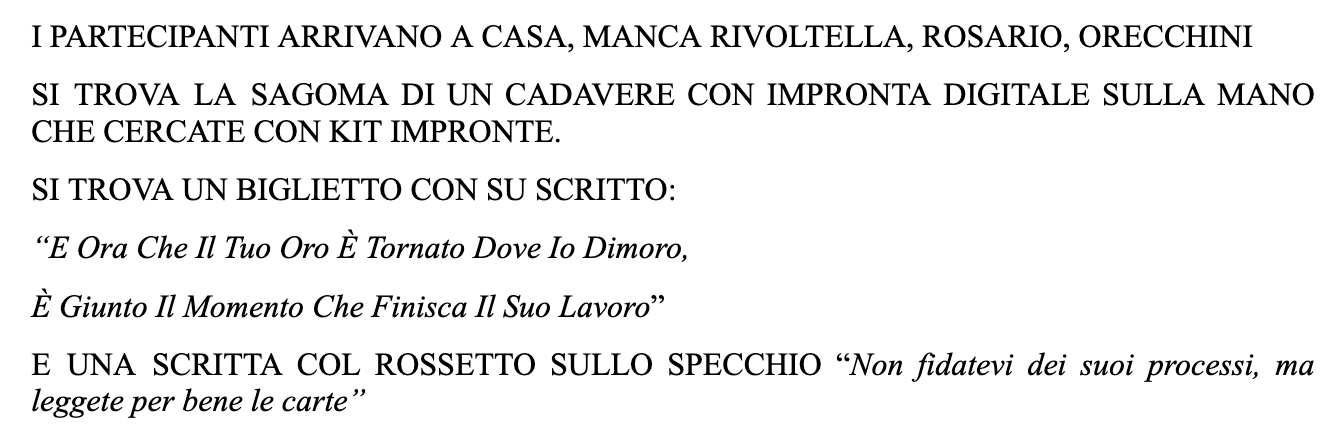 I PARTECIPANTI ARRIVANO A CASA, MANCA RIVOLTELLA, ROSARIO, ORECCHINI
SI TROVA LA SAGOMA DI UN CADAVERE CON IMPRONTA DIGITALE SULLA MANO
CHE CERCATE CON KIT IMPRONTE.
SI TROVA UN BIGLIETTO CON SU SCRITTO:
“E Ora Che Il Tuo Oro È Tornato Dove Io Dimoro,
È Giunto Il Momento Che Finisca Il Suo Lavoro”
E UNA SCRITTA COL ROSSETTO SULLO SPECCHIO “Non fidatevi dei suoi processi, ma
leggete per bene le carte”